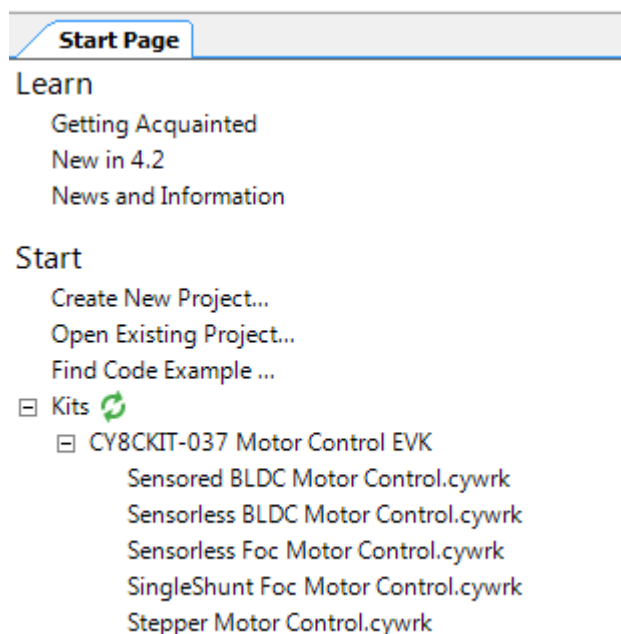 Start Page
Learn
Getting Acquainted
New in 4.2
News and Information
Start
Create New Project...
Open Existing Project...
Find Code Example ...
Kits
CY8CKIT-037 Motor Control EVK
Sensored BLDC Motor Control.cywrk
Sensorless BLDC Motor Control.cywrk
Sensorless Foc Motor Control.cywrk
SingleShunt Foc Motor Control.cywrk
Stepper Motor Control.cywrk